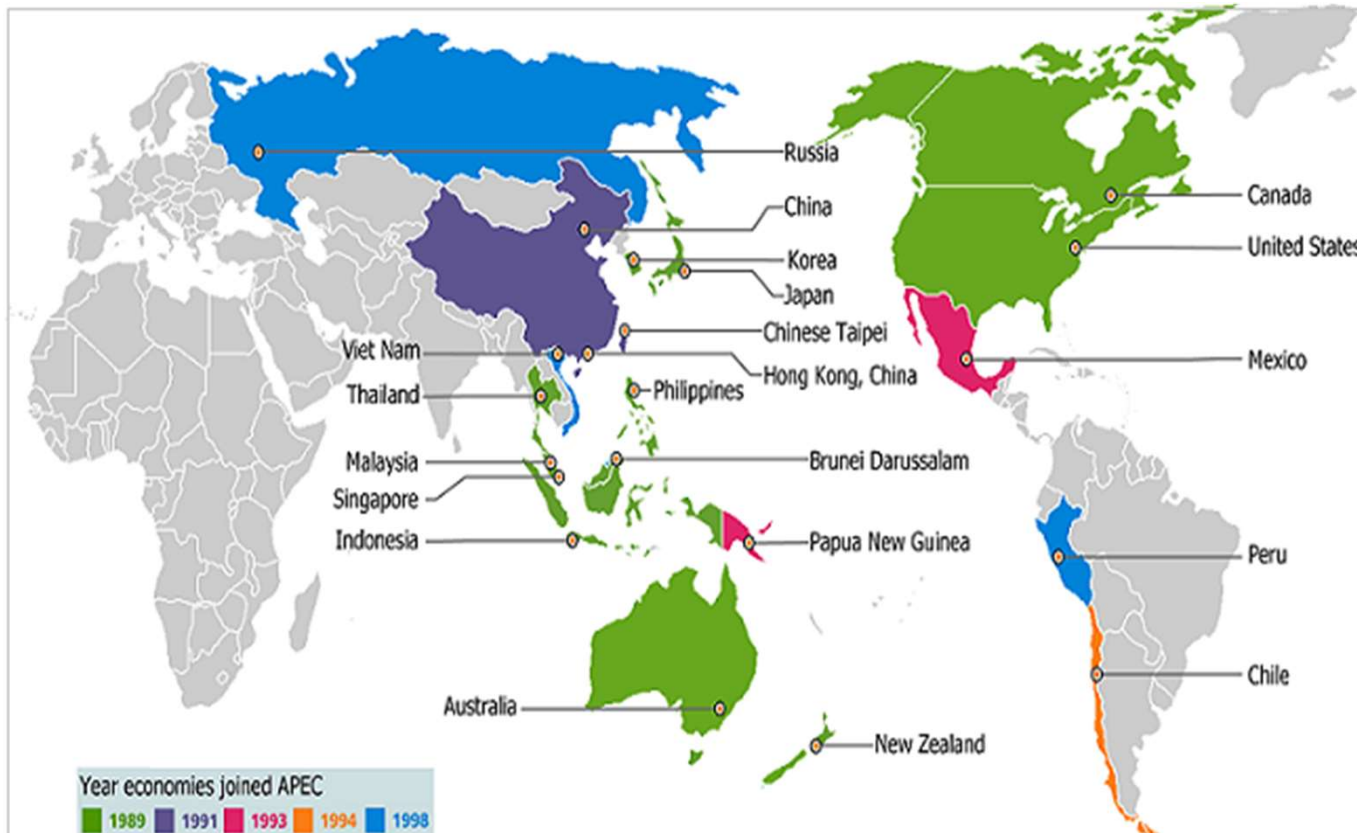 Russia
China
Canada
Korea
United States
Japan
Chinese Taipei
Viet Nam
Mexico
Hong Kong, China
Thailand
Philippines
Malaysia
Brunei Darussalam
Singapore
Indonesia
Papua New Guinea
Peru
Chile
Australia
New Zealand
Year economies joined APEC
1989 1991 1993 1994 1998